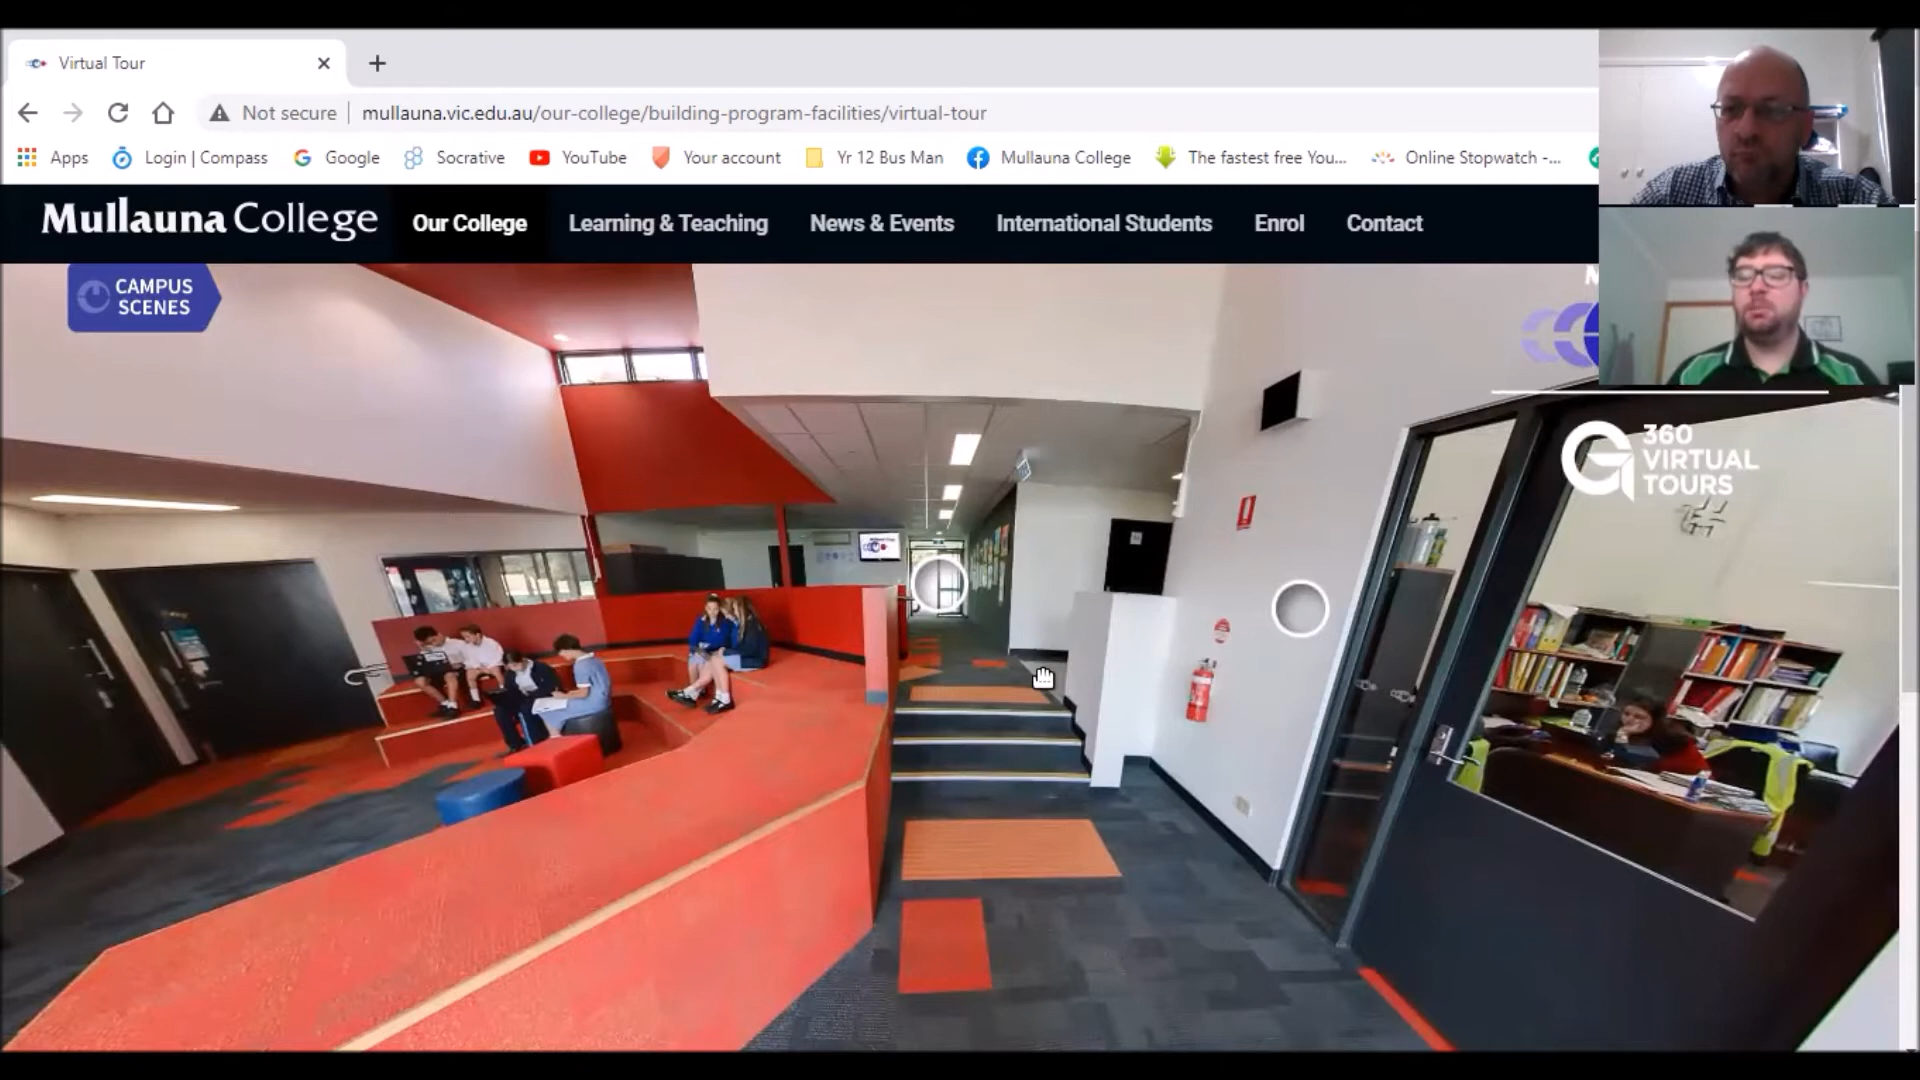 Virtual Tour
Not secure | mullauna.vic.edu.au/our-college/building-program-facilities/virtual-tour
Apps Login | Compass Google Socrative YouTube Your account Yr 12 Bus Man Mullauna College The fastest free You... Online Stopwatch -...
Mullauna College Our College Learning & Teaching News & Events International Students Enrol Contact
CAMPUS
SCENES
360
VIRTUAL
TOURS